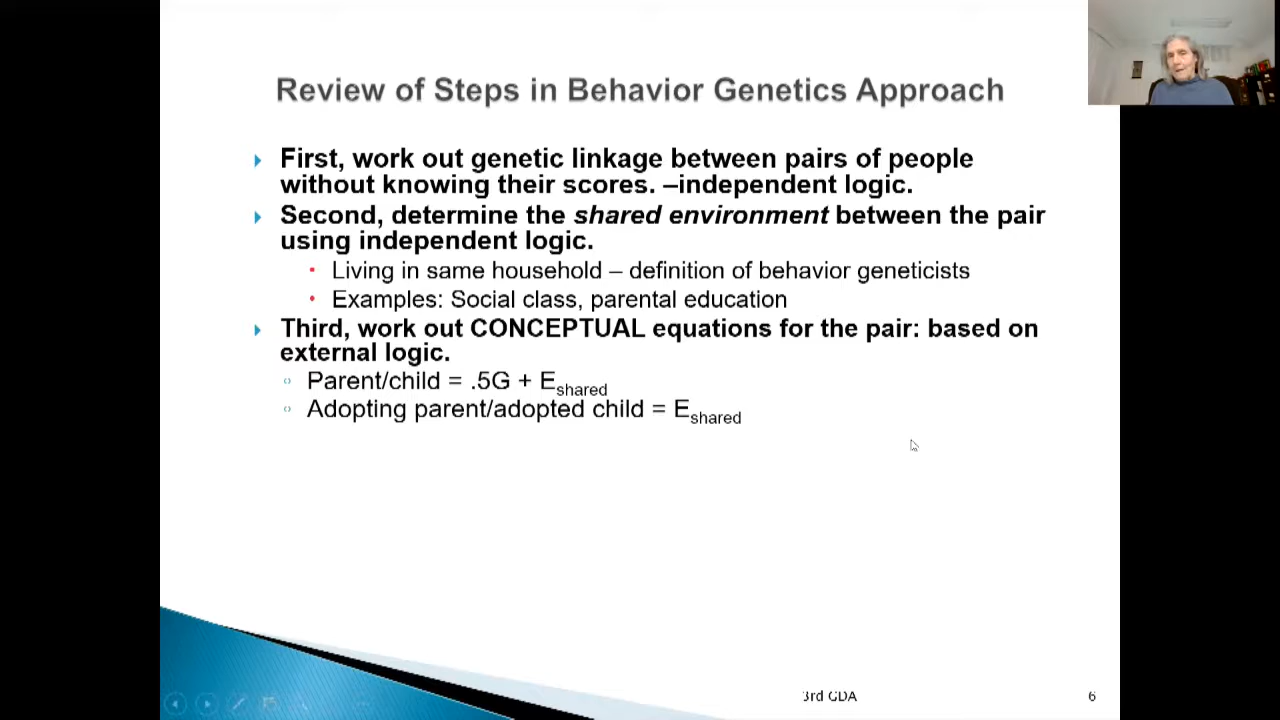 Review of Steps in Behavior Genetics Approach
First, work out genetic linkage between pairs of people
without knowing their scores. –independent logic.
Second, determine the shared environment between the pair
using independent logic.
Living in same household – definition of behavior geneticists
Examples: Social class, parental education
Third, work out CONCEPTUAL equations for the pair: based on
external logic.
Parent/child = .5G + Eshared
Adopting parent/adopted child = Eshared
3rd GDA
6